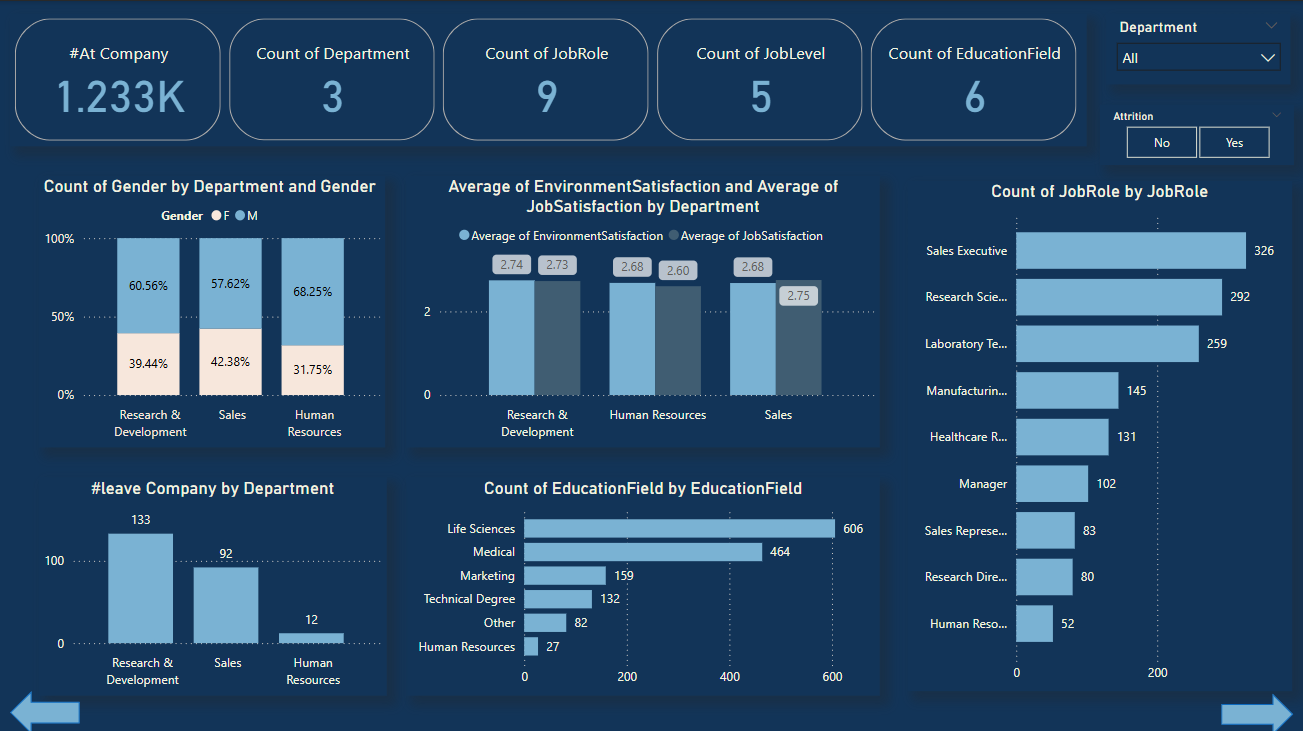 #At Company
1.233K
Count of Department
3
Count of JobRole
9
Count of JobLevel
5
Count of EducationField
6
Department
All
Attrition
No
Yes
Count of Gender by Department and Gender
Gender F M
100%
50%
0%
60.56%
57.62%
68.25%
39.44%
42.38%
31.75%
Research &
Development
Sales
Human
Resources
Average of EnvironmentSatisfaction and Average of
JobSatisfaction by Department
Average of EnvironmentSatisfaction Average of JobSatisfaction
2
0
2.74
2.73
2.68
2.60
2.68
2.75
Research &
Development
Human Resources
Sales
Count of JobRole by JobRole
Sales Executive 326
Research Scie... 292
Laboratory Te... 259
Manufacturin... 145
Healthcare R... 131
Manager 102
Sales Represe... 83
Research Dire... 80
Human Reso... 52
0 200
#leave Company by Department
100
0
133
92
12
Research &
Development
Sales
Human
Resources
Count of EducationField by EducationField
Life Sciences 606
Medical 464
Marketing 159
Technical Degree 132
Other 82
Human Resources 27
0 200 400 600